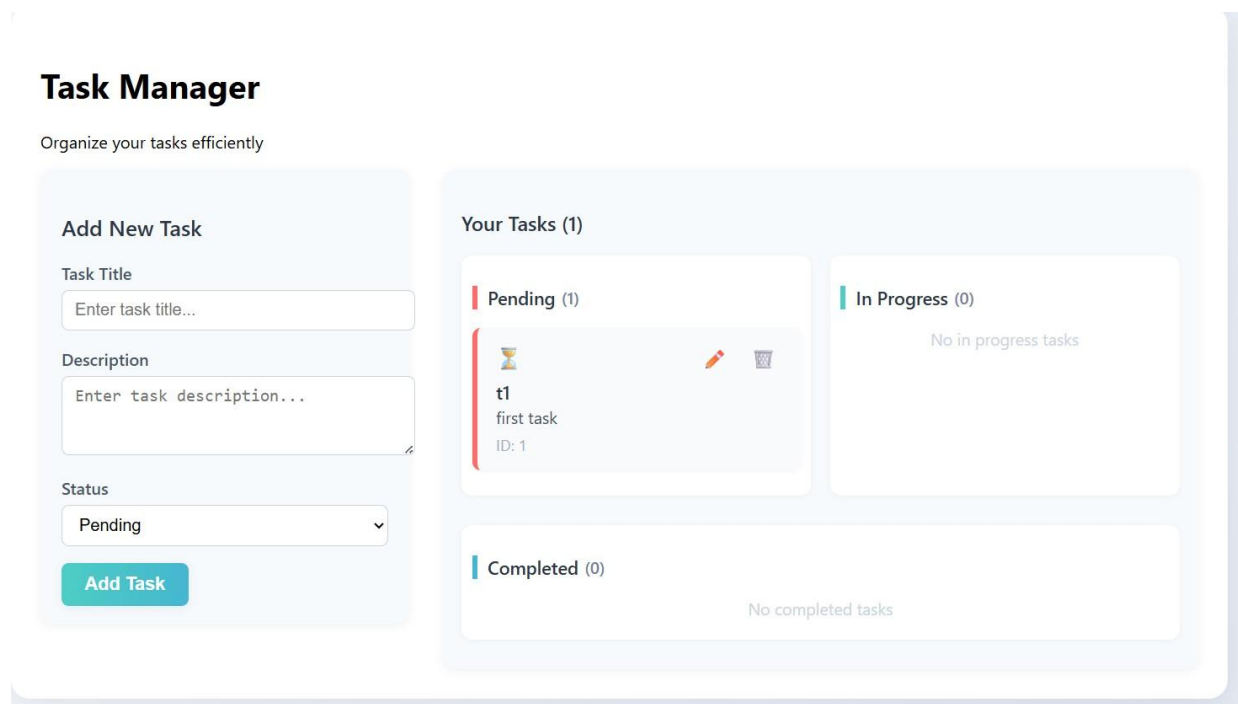 Task Manager
Organize your tasks efficiently
Add New Task
Task Title
Enter task title...
Description
Enter task description...
Status
Pending
Add Task
Your Tasks (1)
Pending (1)
t1
first task
ID: 1
In Progress (0)
No in progress tasks
Completed (0)
No completed tasks